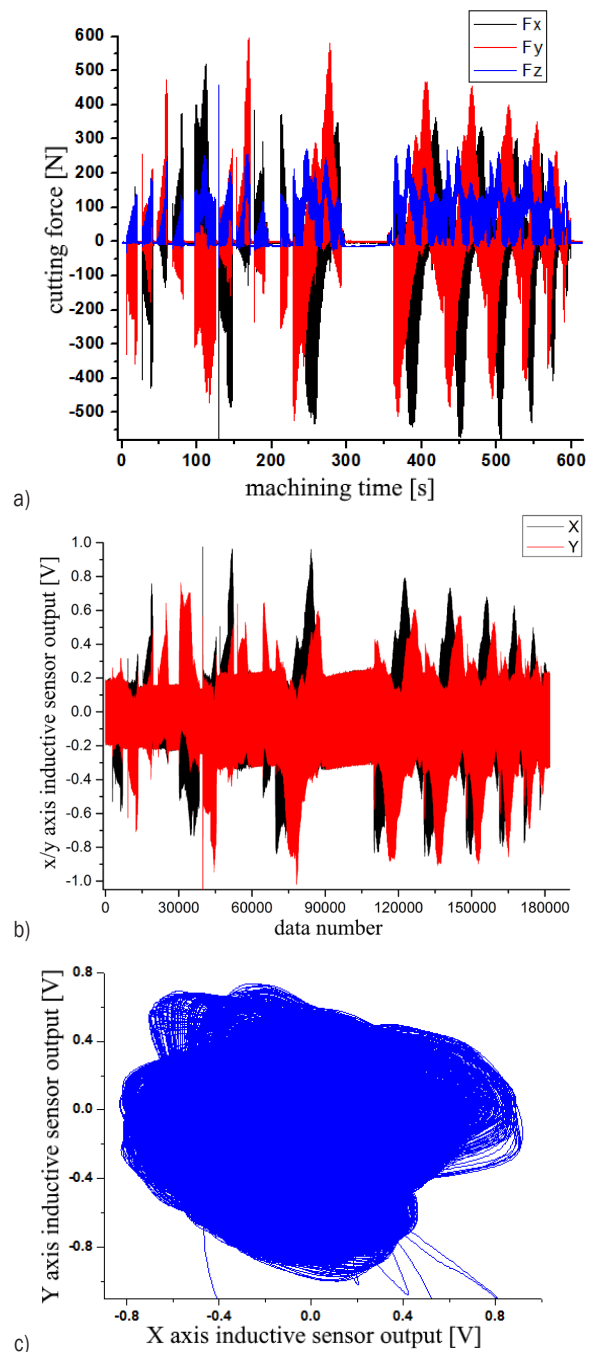 Fx
Fy
Fz
600
500
400
300
200
100
0
-100
-200
-300
-400
-500
cutting force [N]
0 100 200 300 400 500 600
machining time [s]
a)
X
Y
1.0
0.8
0.6
0.4
0.2
0.0
-0.2
-0.4
-0.6
-0.8
-1.0
x/y axis inductive sensor output [V]
0 30000 60000 90000 120000 150000 180000
data number
b)
0.8
0.4
0.0
-0.4
-0.8
Y axis inductive sensor output [V]
-0.8 -0.4 0.0 0.4 0.8
X axis inductive sensor output [V]
c)